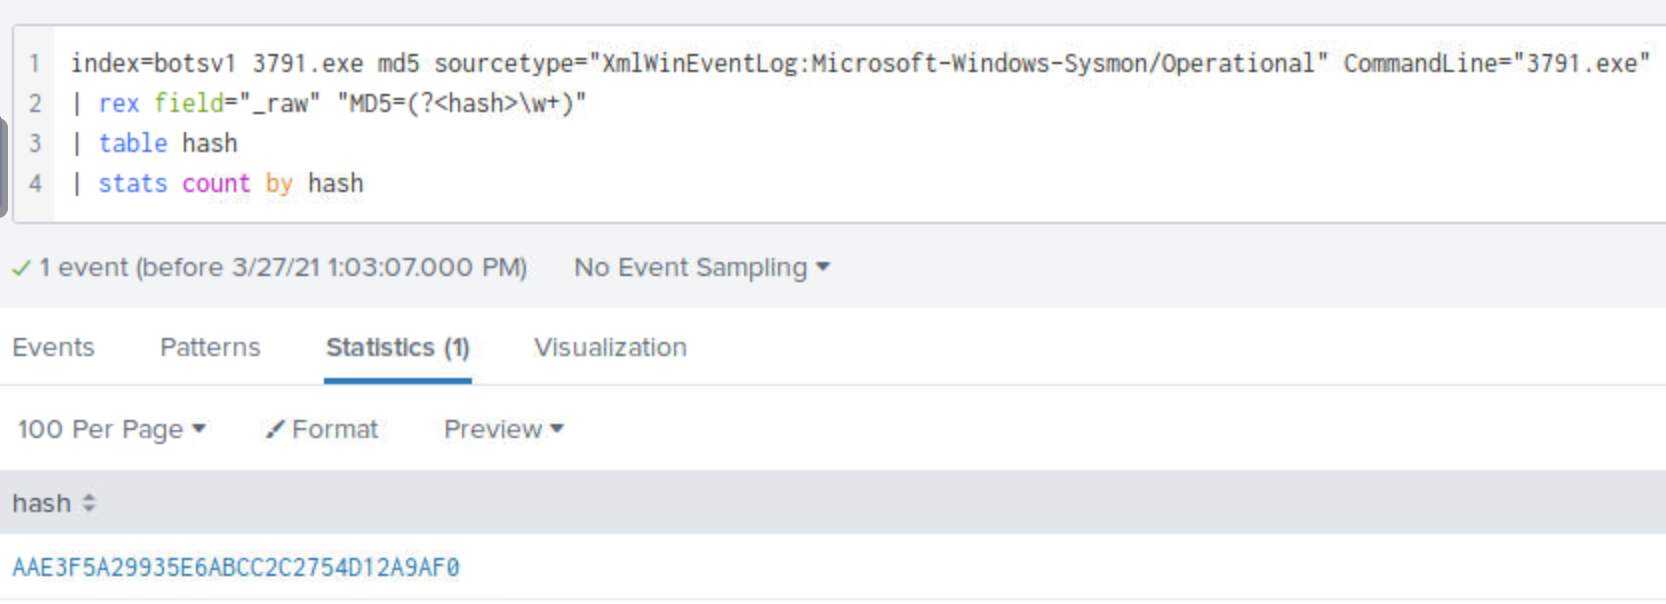 1 index=botsv1 3791.exe md5 sourcetype="XmlWinEventLog:Microsoft-Windows-Sysmon/Operational" CommandLine="3791.exe"
2 | rex field="_raw" "MD5=(?<hash>\w+)"
3 | table hash
4 | stats count by hash
1 event (before 3/27/21 1:03:07.000 PM) No Event Sampling
Events Patterns Statistics (1) Visualization
100 Per Page Format Preview
hash
AAE3F5A29935E6ABCC2C2754D12A9AF0